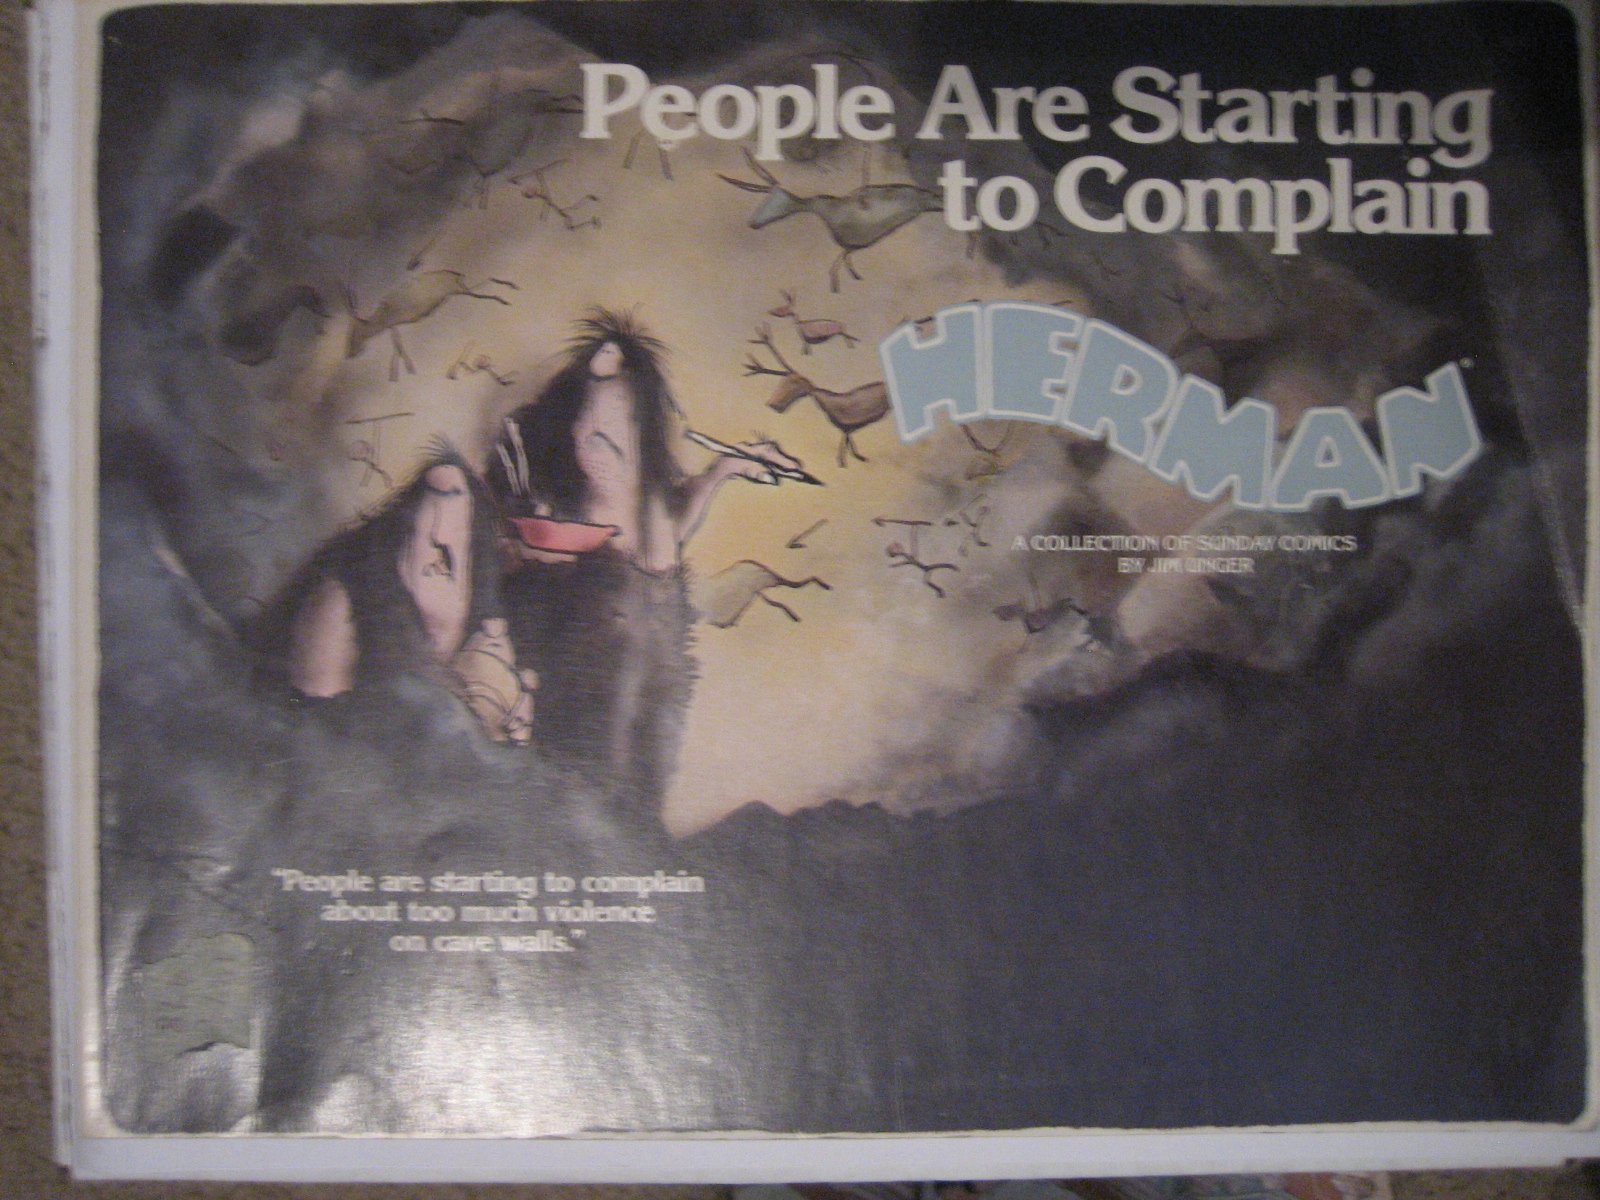 People Are Starting
to Complain
HERMAN
A COLLECTION OF SUNDAY COMICS
BY JIM UNGER
"People are starting to complain
about too much violence
on cave walls."